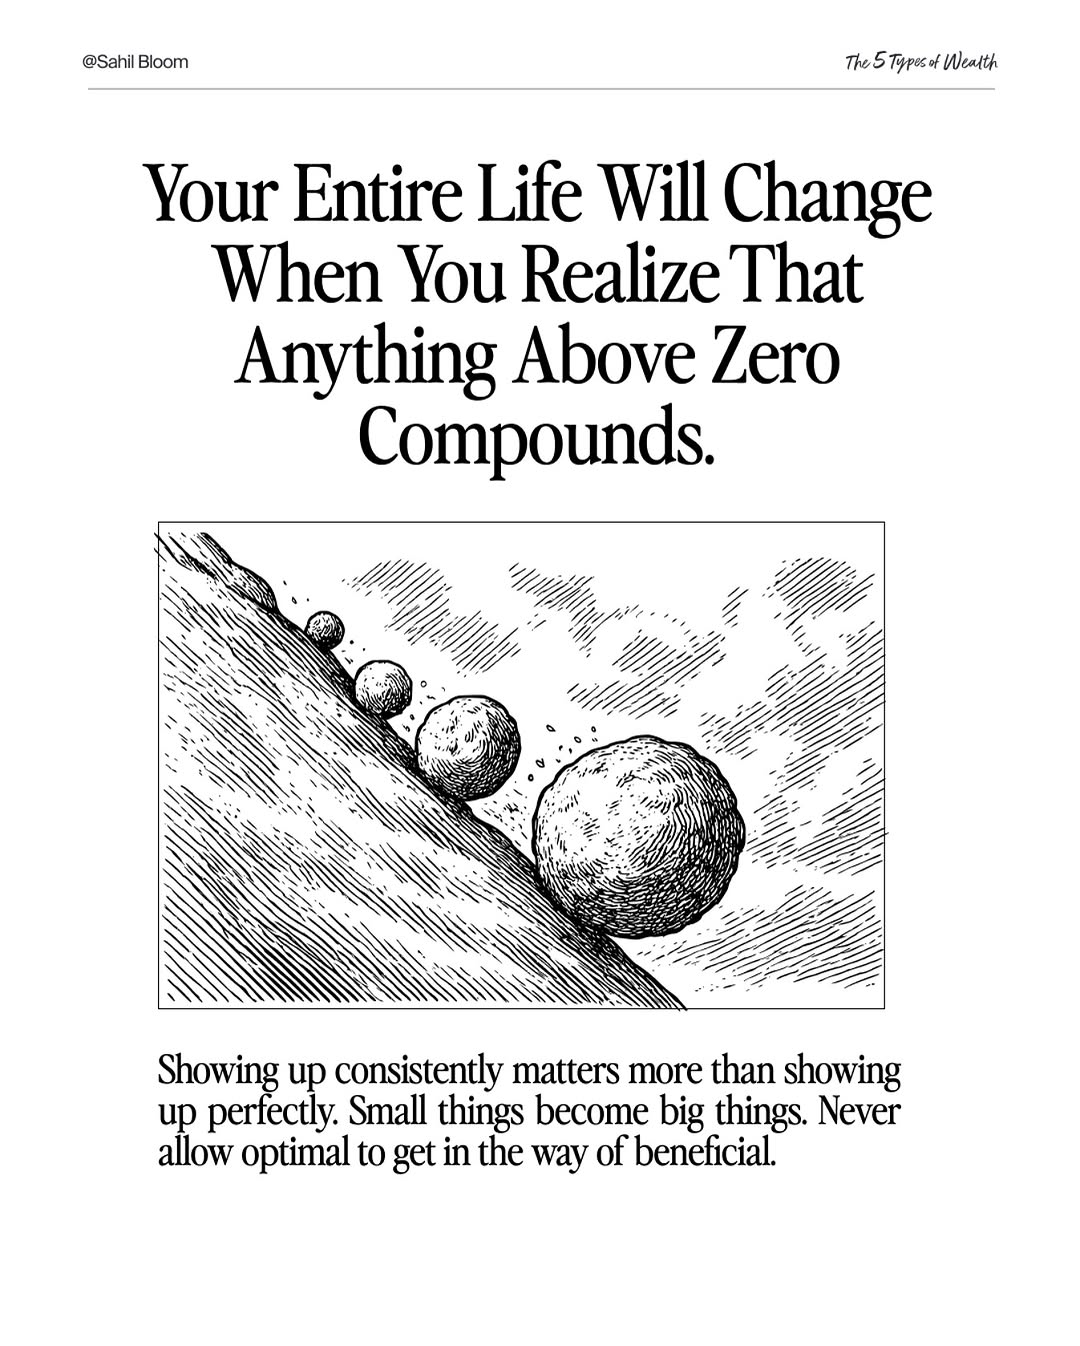 @Sahil Bloom
The 5 Types of Wealth
Your Entire Life Will Change
When You Realize That
Anything Above Zero
Compounds.
Showing up consistently matters more than showing
up perfectly. Small things become big things. Never
allow optimal to get in the way of beneficial.